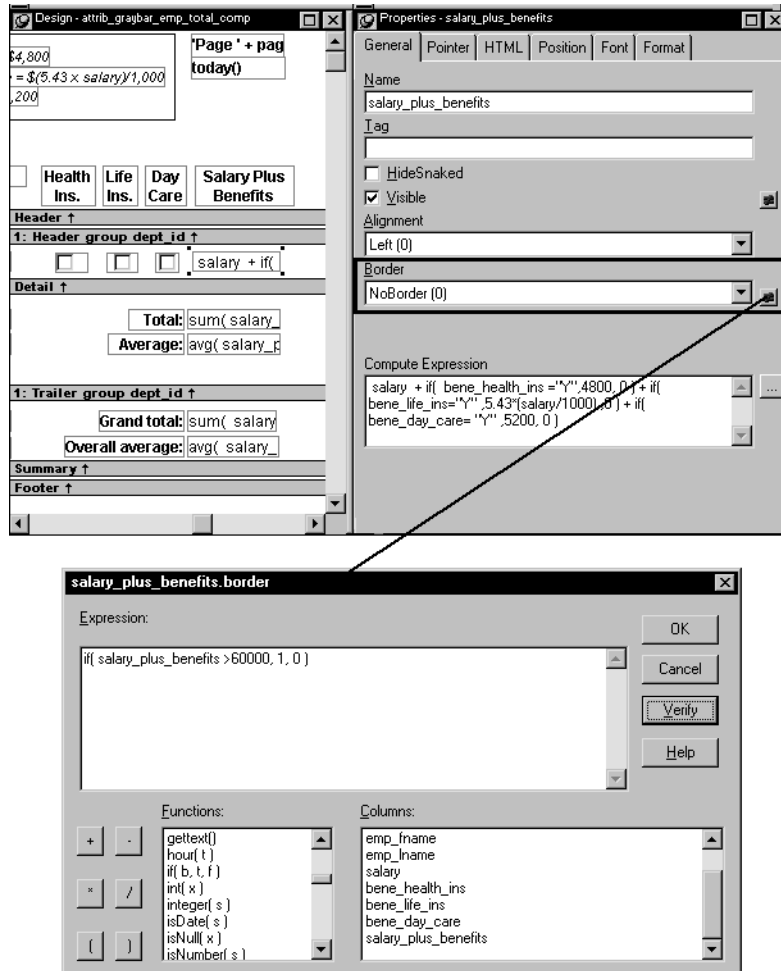 Design - attrib_graybar_emp_total_comp
$4,800
= $(5.43 x salary)/1,000
,200
'Page ' + pag
today()
Health Ins.
Life Ins.
Day Care
Salary Plus Benefits
Header ↑
1: Header group dept_id ↑
salary + if(
Detail ↑
Total: sum( salary_
Average: avg( salary_p
1: Trailer group dept_id ↑
Grand total: sum( salary
Overall average: avg( salary_
Summary ↑
Footer ↑
Properties - salary_plus_benefits
General Pointer HTML Position Font Format
Name
salary_plus_benefits
Tag
HideSnaked
Visible
Alignment
Left (0)
Border
NoBorder (0)
Compute Expression
salary + if( bene_health_ins ="Y",4800, 0 ) + if(
bene_life_ins="Y" ,5.43*(salary/1000) ,0 ) + if(
bene_day_care= "Y" ,5200, 0 )
...
salary_plus_benefits.border
Expression:
if( salary_plus_benefits >60000, 1, 0 )
OK
Cancel
Verify
Help
+ -
* /
( )
Functions:
gettext()
hour( t )
if( b, t, f )
int( x )
integer( s )
isDate( s )
isNull( x )
isNumber( s )
Columns:
emp_fname
emp_lname
salary
bene_health_ins
bene_life_ins
bene_day_care
salary_plus_benefits